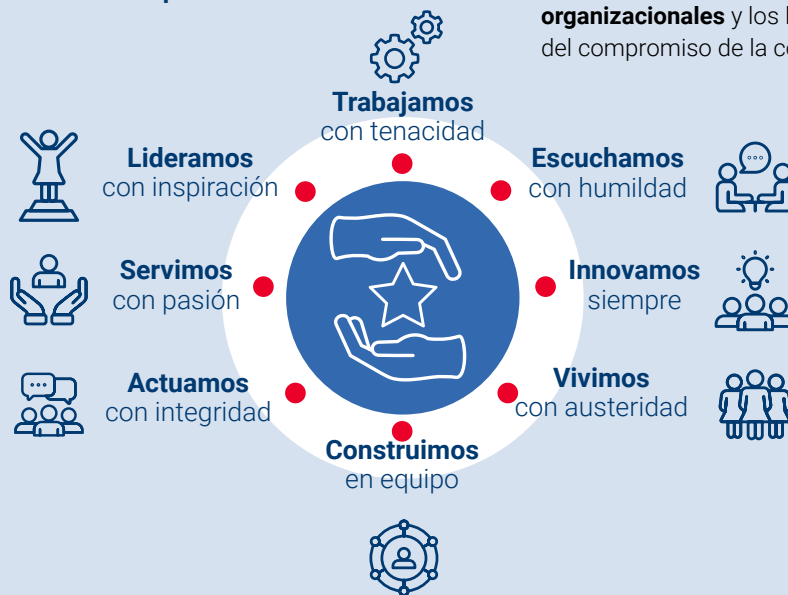 organizacionales y los
del compromiso de la
Trabajamos
con tenacidad
Lideramos
con inspiración
Escuchamos
con humildad
Servimos
con pasión
Innovamos
siempre
Actuamos
con integridad
Vivimos
con austeridad
Construimos
en equipo